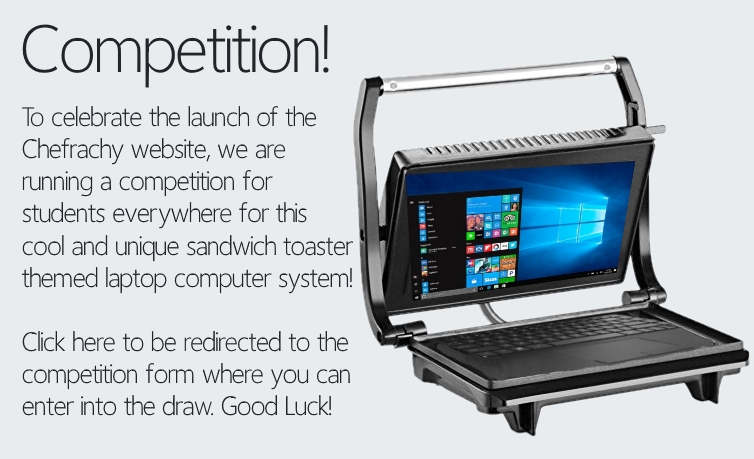 Competition!
To celebrate the launch of the
Chefrachy website, we are
running a competition for
students everywhere for this
cool and unique sandwich toaster
themed laptop computer system!
Click here to be redirected to the
competition form where you can
enter into the draw. Good Luck!